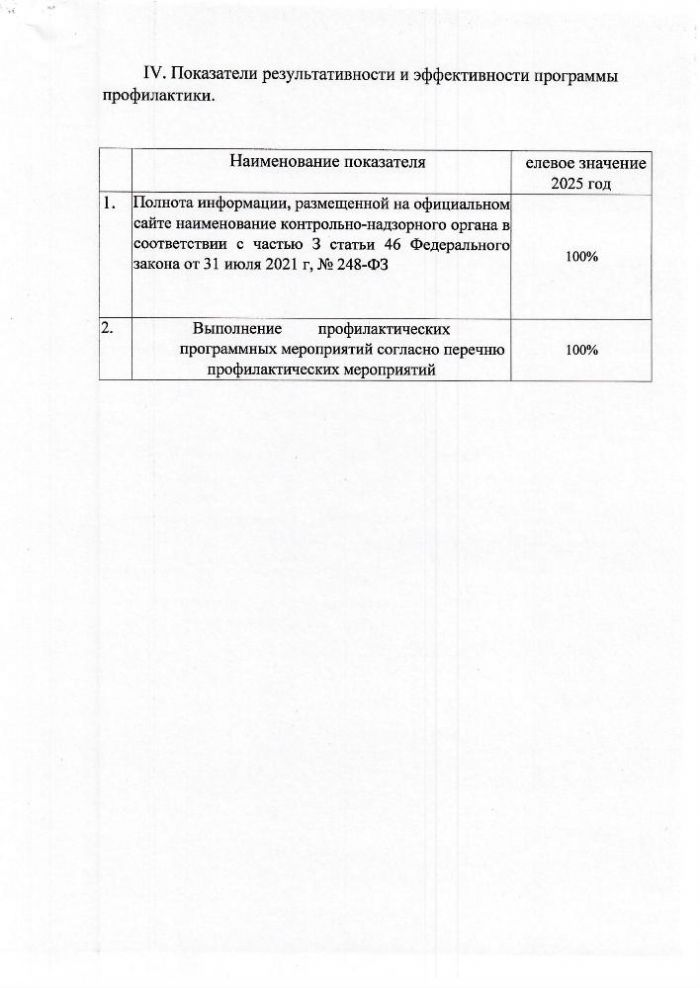 IV. Показатели результативности и эффективности программы
профилактики.
Наименование показателя
елевое значение
2025 год
1.
Полнота информации, размещенной на официальном
сайте наименование контрольно-надзорного органа в
соответствии с частью 3 статьи 46 Федерального
закона от 31 июля 2021 г, № 248-ФЗ
100%
2.
Выполнение профилактических
программных мероприятий согласно перечню
профилактических мероприятий
100%